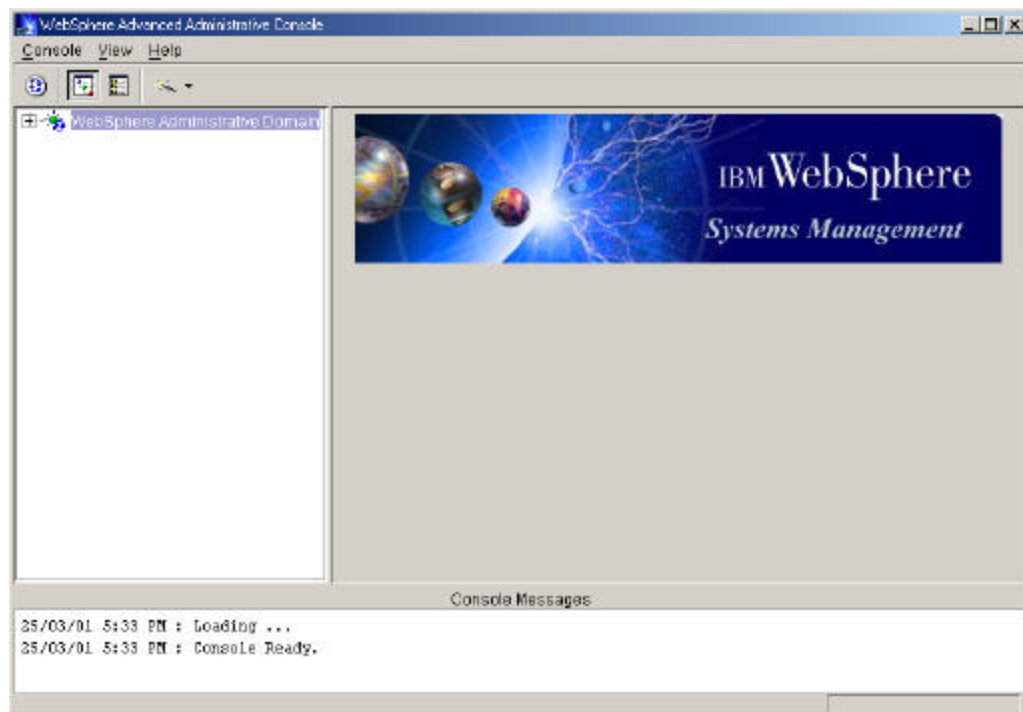 WebSphere Advanced Administrative Console
Console View Help
WebSphere Administrative Domain
IBM WebSphere
Systems Management
Console Messages
25/03/01 5:33 PM : Loading ...
25/03/01 5:33 PM : Console Ready.